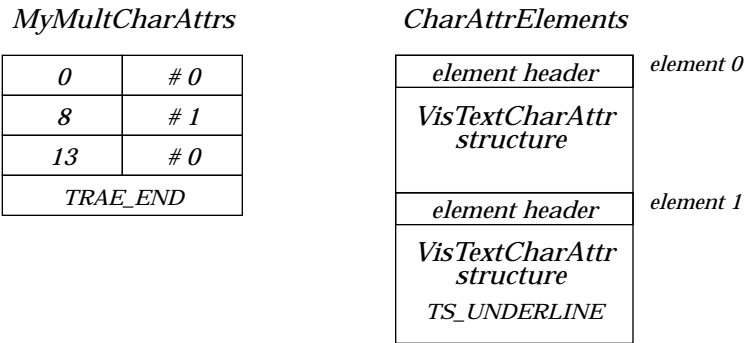 MyMultCharAttrs
0 # 0
8 # 1
13 # 0
TRAE_END
CharAttrElements
element header
element 0
VisTextCharAttr
structure
element header
element 1
VisTextCharAttr
structure
TS_UNDERLINE